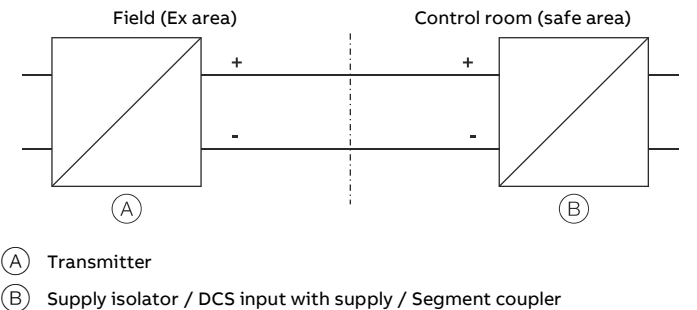 Field (Ex area) Control room (safe area)
+ +
- -
A B
A Transmitter
B Supply isolator / DCS input with supply / Segment coupler